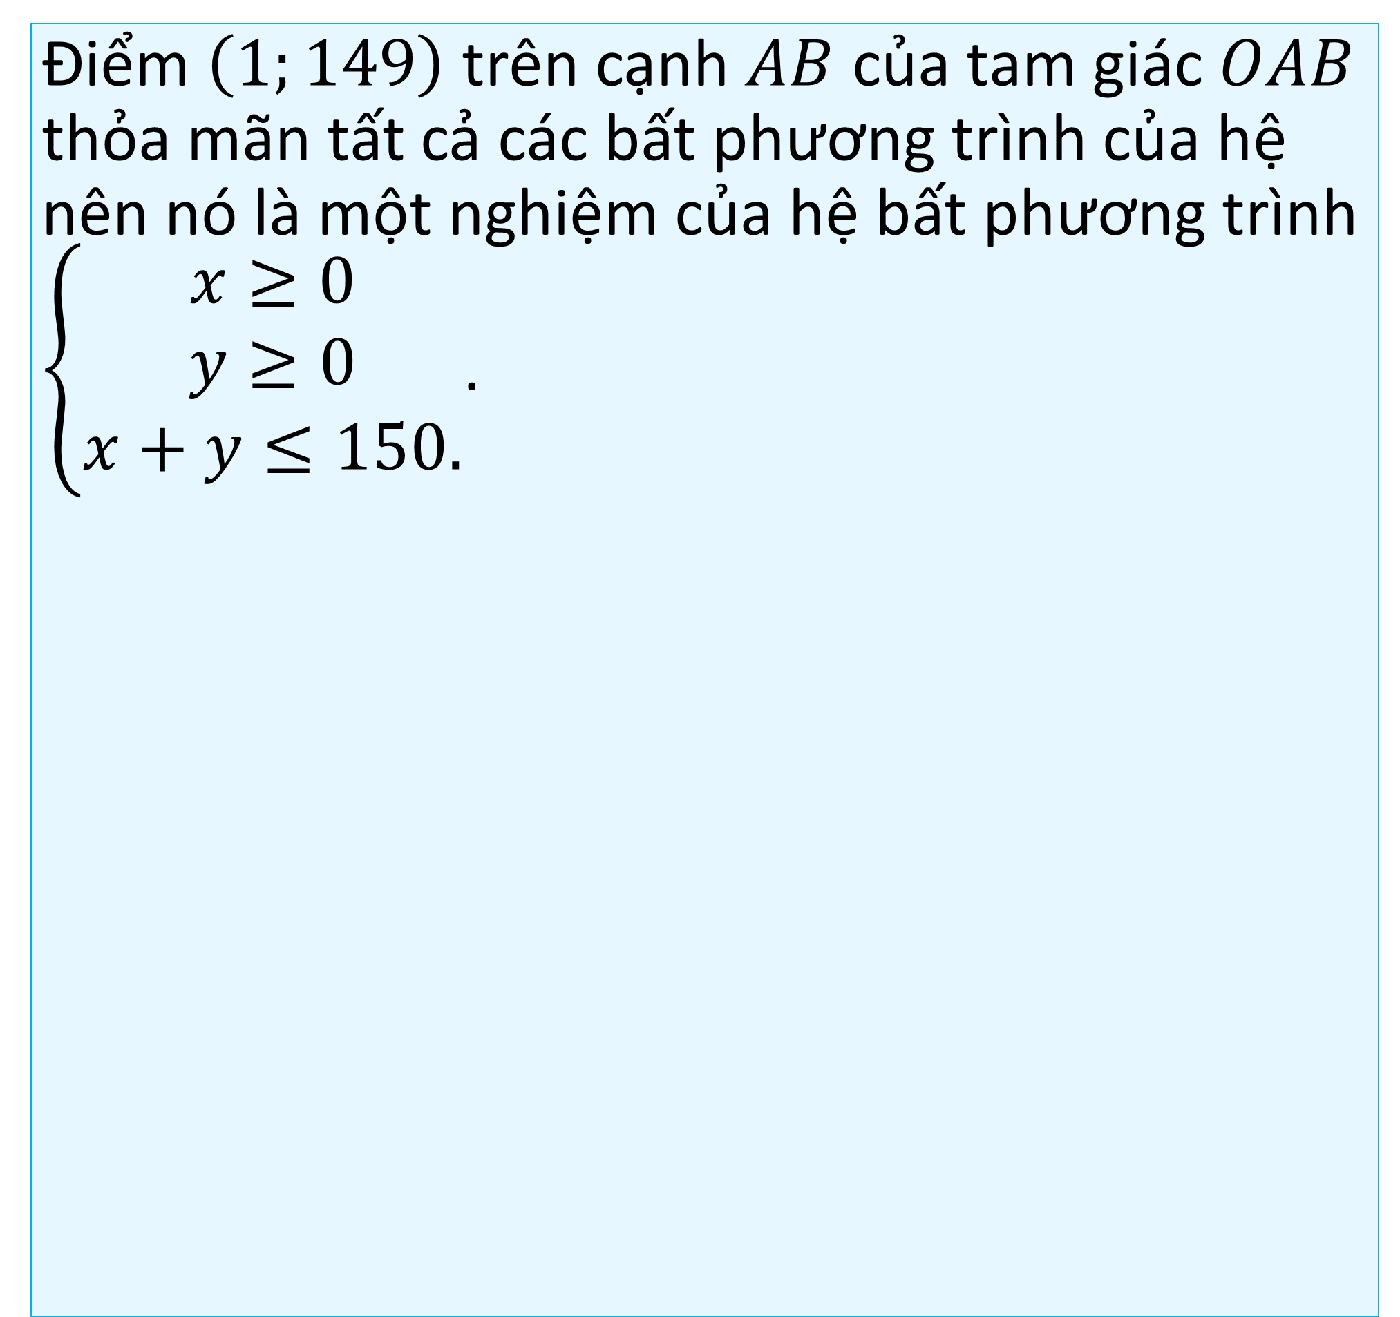 Điểm (1; 149) trên cạnh AB của tam giác OAB
thỏa mãn tất cả các bất phương trình của hệ
nên nó là một nghiệm của hệ bất phương trình
x ≥ 0
y ≥ 0 .
x + y ≤ 150.